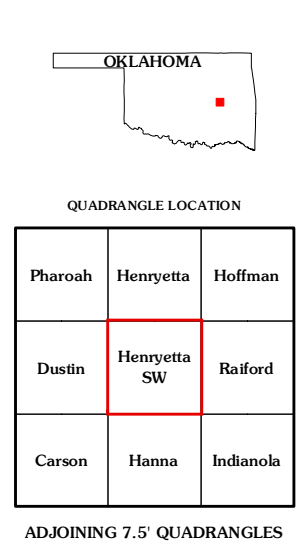 OKLAHOMA
QUADRANGLE LOCATION
Pharoah Henryetta Hoffman
Dustin Henryetta SW Raiford
Carson Hanna Indianola
ADJOINING 7.5' QUADRANGLES